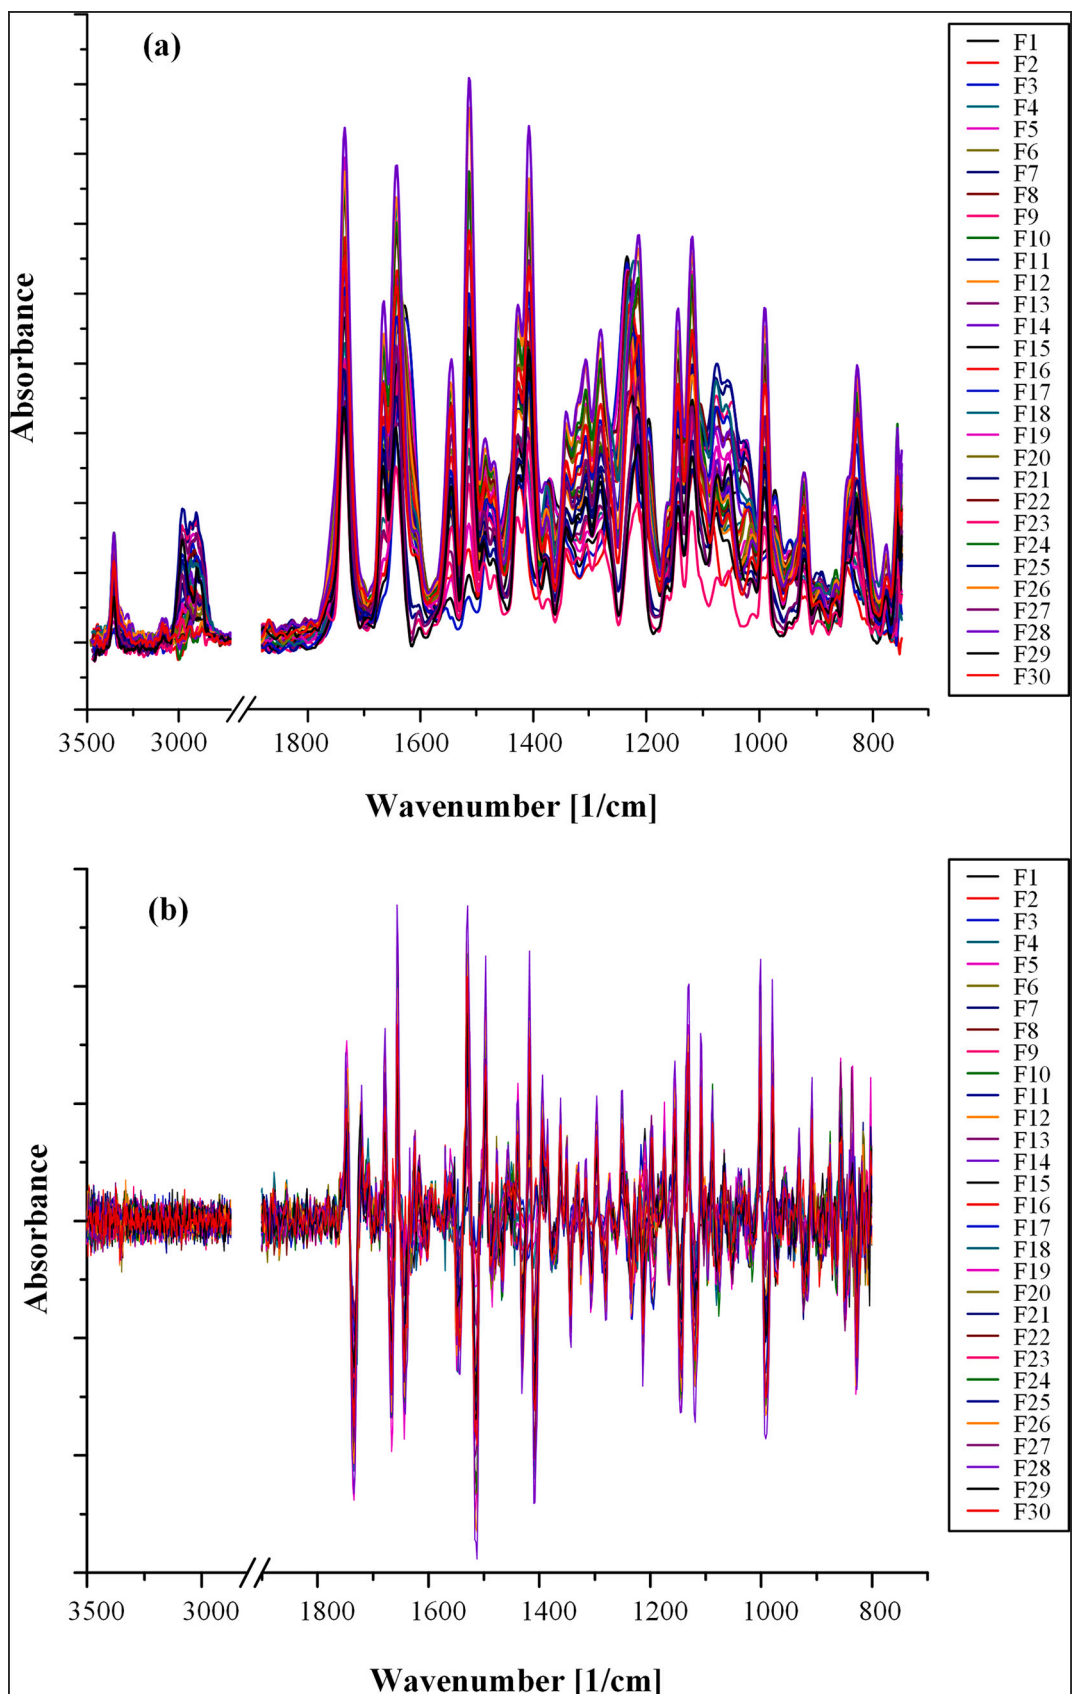 (a)
Absorbance
F1
F2
F3
F4
F5
F6
F7
F8
F9
F10
F11
F12
F13
F14
F15
F16
F17
F18
F19
F20
F21
F22
F23
F24
F25
F26
F27
F28
F29
F30
3500 3000 1800 1600 1400 1200 1000 800
Wavenumber [1/cm]
(b)
Absorbance
F1
F2
F3
F4
F5
F6
F7
F8
F9
F10
F11
F12
F13
F14
F15
F16
F17
F18
F19
F20
F21
F22
F23
F24
F25
F26
F27
F28
F29
F30
3500 3000 1800 1600 1400 1200 1000 800
Wavenumber [1/cm]